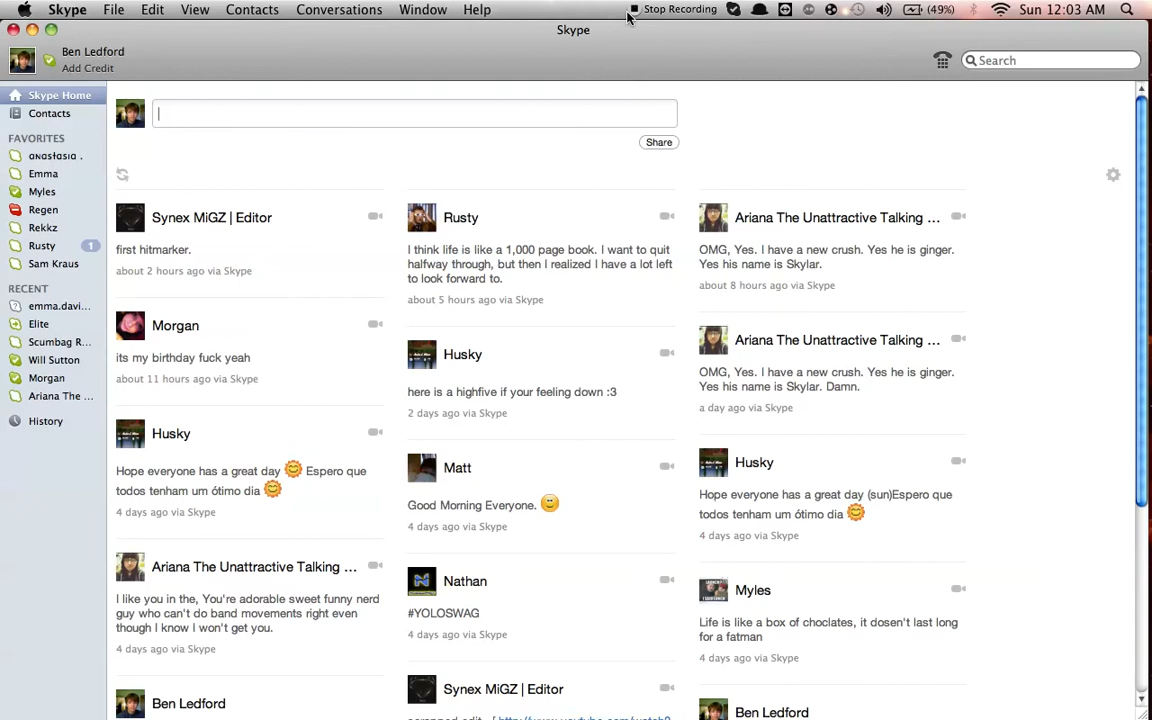 Skype File Edit View Contacts Conversations Window Help Stop Recording (49%) Sun 12:03 AM
Skype
Ben Ledford
Add Credit
Search
Skype Home
Contacts
FAVORITES
αnαsłαsıα .
Emma
Myles
Regen
Rekkz
Rusty 1
Sam Kraus
RECENT
emma.davi...
Elite
Scumbag R...
Will Sutton
Morgan
Ariana The ...
History
Share
Synex MiGZ | Editor
first hitmarker.
about 2 hours ago via Skype
Morgan
its my birthday fuck yeah
about 11 hours ago via Skype
Husky
Hope everyone has a great day Espero que
todos tenham um ótimo dia
4 days ago via Skype
Ariana The Unattractive Talking ...
I like you in the, You're adorable sweet funny nerd
guy who can't do band movements right even
though I know I won't get you.
4 days ago via Skype
Ben Ledford
Rusty
I think life is like a 1,000 page book. I want to quit
halfway through, but then I realized I have a lot left
to look forward to.
about 5 hours ago via Skype
Husky
here is a highfive if your feeling down :3
2 days ago via Skype
Matt
Good Morning Everyone.
4 days ago via Skype
Nathan
#YOLOSWAG
4 days ago via Skype
Synex MiGZ | Editor
Ariana The Unattractive Talking ...
OMG, Yes. I have a new crush. Yes he is ginger.
Yes his name is Skylar.
about 8 hours ago via Skype
Ariana The Unattractive Talking ...
OMG, Yes. I have a new crush. Yes he is ginger.
Yes his name is Skylar. Damn.
a day ago via Skype
Husky
Hope everyone has a great day (sun)Espero que
todos tenham um ótimo dia
4 days ago via Skype
Myles
Life is like a box of choclates, it dosen't last long
for a fatman
4 days ago via Skype
Ben Ledford